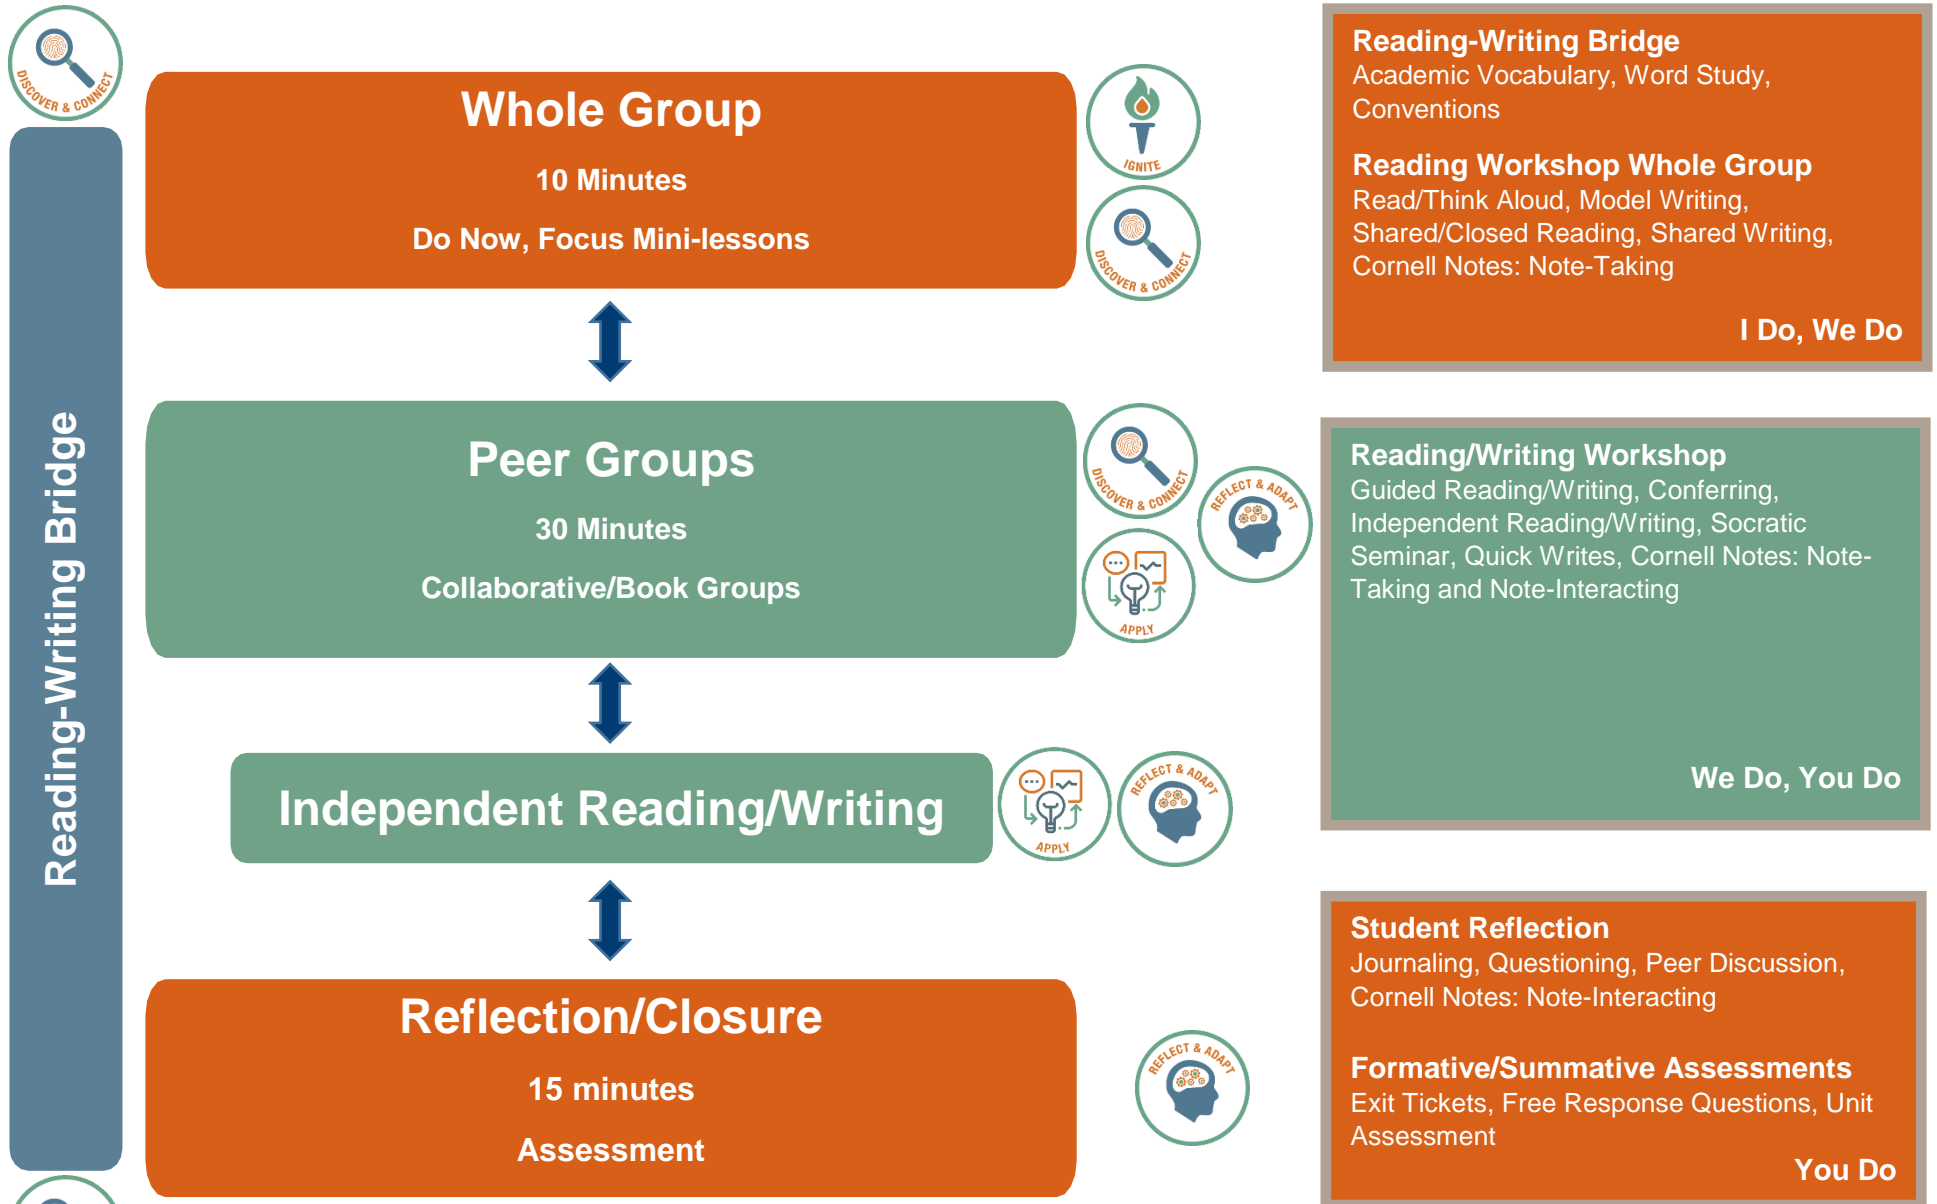 DISCOVER & CONNECT
Reading-Writing Bridge
Whole Group
10 Minutes
Do Now, Focus Mini-lessons
IGNITE
DISCOVER & CONNECT
Peer Groups
30 Minutes
Collaborative/Book Groups
DISCOVER & CONNECT
REFLECT & ADAPT
APPLY
Independent Reading/Writing
APPLY
REFLECT & ADAPT
Reflection/Closure
15 minutes
Assessment
REFLECT & ADAPT
Reading-Writing Bridge
Academic Vocabulary, Word Study,
Conventions
Reading Workshop Whole Group
Read/Think Aloud, Model Writing,
Shared/Closed Reading, Shared Writing,
Cornell Notes: Note-Taking
I Do, We Do
Reading/Writing Workshop
Guided Reading/Writing, Conferring,
Independent Reading/Writing, Socratic
Seminar, Quick Writes, Cornell Notes: Note-
Taking and Note-Interacting
We Do, You Do
Student Reflection
Journaling, Questioning, Peer Discussion,
Cornell Notes: Note-Interacting
Formative/Summative Assessments
Exit Tickets, Free Response Questions, Unit
Assessment
You Do